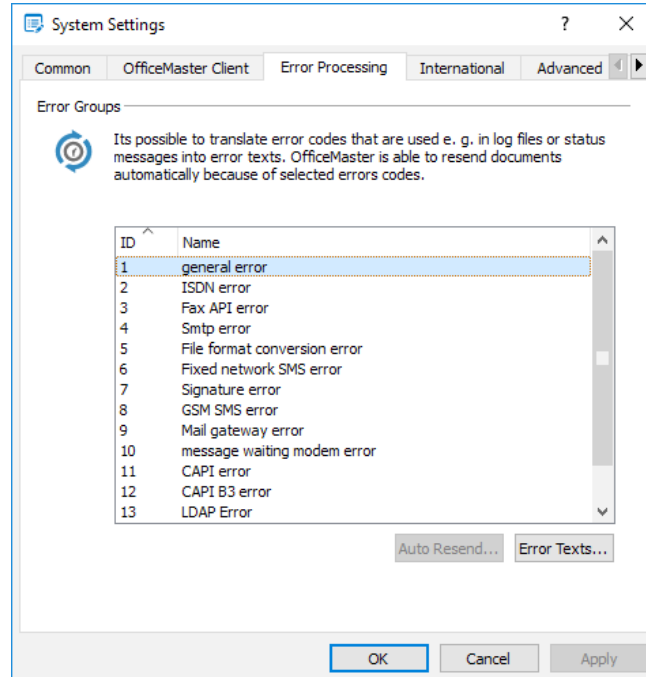 System Settings
Common OfficeMaster Client Error Processing International Advanced
Error Groups
Its possible to translate error codes that are used e. g. in log files or status
messages into error texts. OfficeMaster is able to resend documents
automatically because of selected errors codes.
ID Name
1 general error
2 ISDN error
3 Fax API error
4 Smtp error
5 File format conversion error
6 Fixed network SMS error
7 Signature error
8 GSM SMS error
9 Mail gateway error
10 message waiting modem error
11 CAPI error
12 CAPI B3 error
13 LDAP Error
Auto Resend... Error Texts...
OK Cancel Apply